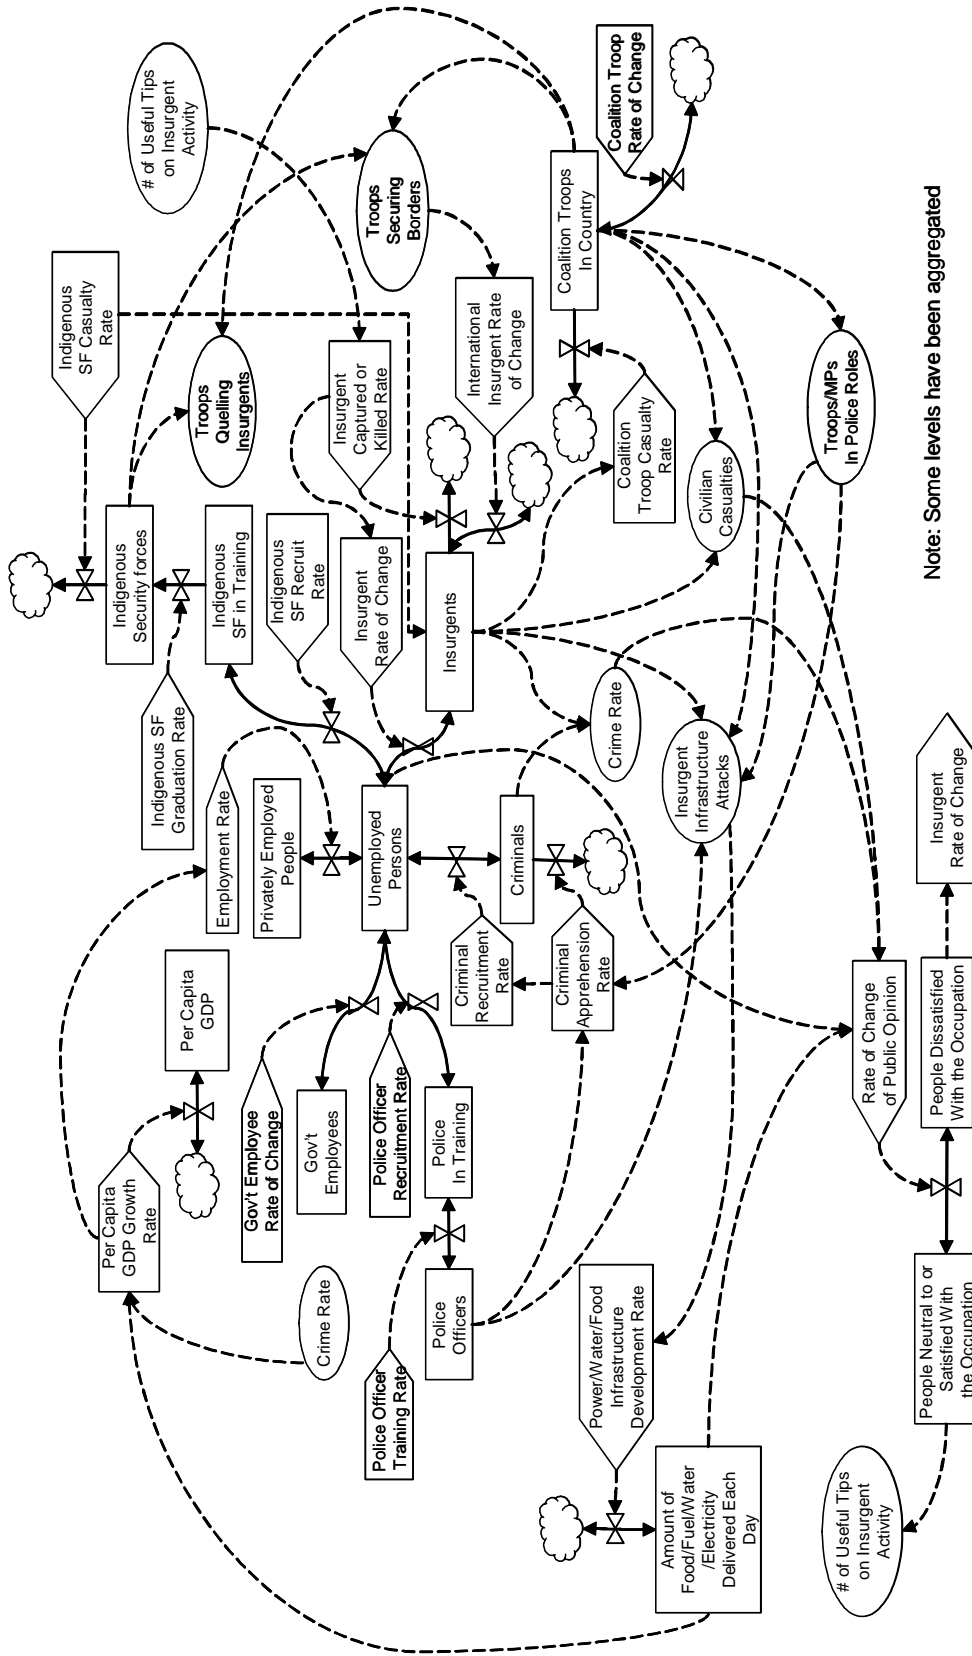 Per Capita
GDP Growth
Rate
Per Capita
GDP
Employment Rate
Indigenous SF
Graduation Rate
Indigenous
Security forces
Indigenous
SF Casualty
Rate
# of Useful Tips
on Insurgent
Activity
Crime Rate
Gov't Employee
Rate of Change
Gov't
Employees
Privately Employed
People
Indigenous
SF in Training
Indigenous
SF Recruit
Rate
Troops
Quelling
Insurgents
Police Officer
Training Rate
Police Officer
Recruitment Rate
Unemployed
Persons
Insurgent
Rate of Change
Insurgent
Captured or
Killed Rate
Troops
Securing
Borders
Police
Officers
Police
In Training
Criminal
Recruitment
Rate
Criminals
Insurgents
International
Insurgent Rate
of Change
Criminal
Apprehension
Rate
Crime Rate
Coalition
Troop Casualty
Rate
Coalition Troops
In Country
Coalition Troop
Rate of Change
Power/Water/Food
Infrastructure
Development Rate
Insurgent
Infrastructure
Attacks
Civilian
Casualties
Amount of
Food/Fuel/Water
/Electricity
Delivered Each
Day
Troops/MPs
In Police Roles
# of Useful Tips
on Insurgent
Activity
Rate of Change
of Public Opinion
People Neutral to or
Satisfied With
the Occupation
People Dissatisfied
With the Occupation
Insurgent
Rate of Change
Note: Some levels have been aggregated